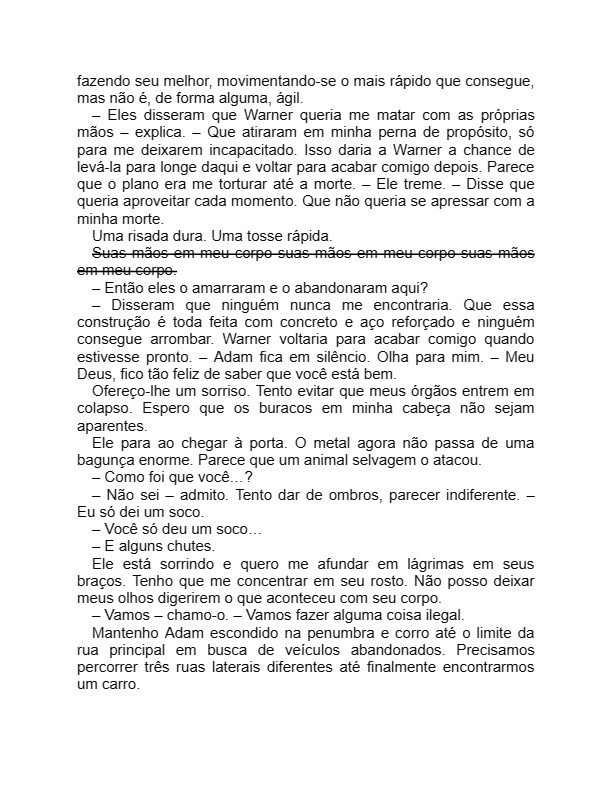 fazendo seu melhor, movimentando-se o mais rápido que consegue,
mas não é, de forma alguma, ágil.
– Eles disseram que Warner queria me matar com as próprias
mãos – explica. – Que atiraram em minha perna de propósito, só
para me deixarem incapacitado. Isso daria a Warner a chance de
levá-la para longe daqui e voltar para acabar comigo depois. Parece
que o plano era me torturar até a morte. – Ele treme. – Disse que
queria aproveitar cada momento. Que não queria se apressar com a
minha morte.
Uma risada dura. Uma tosse rápida.
Suas mãos em meu corpo suas mãos em meu corpo suas mãos
em meu corpo.
– Então eles o amarraram e o abandonaram aqui?
– Disseram que ninguém nunca me encontraria. Que essa
construção é toda feita com concreto e aço reforçado e ninguém
consegue arrombar. Warner voltaria para acabar comigo quando
estivesse pronto. – Adam fica em silêncio. Olha para mim. – Meu
Deus, fico tão feliz de saber que você está bem.
Ofereço-lhe um sorriso. Tento evitar que meus órgãos entrem em
colapso. Espero que os buracos em minha cabeça não sejam
aparentes.
Ele para ao chegar à porta. O metal agora não passa de uma
bagunça enorme. Parece que um animal selvagem o atacou.
– Como foi que você…?
– Não sei – admito. Tento dar de ombros, parecer indiferente. –
Eu só dei um soco.
– Você só deu um soco…
– E alguns chutes.
Ele está sorrindo e quero me afundar em lágrimas em seus
braços. Tenho que me concentrar em seu rosto. Não posso deixar
meus olhos digerirem o que aconteceu com seu corpo.
– Vamos – chamo-o. – Vamos fazer alguma coisa ilegal.
Mantenho Adam escondido na penumbra e corro até o limite da
rua principal em busca de veículos abandonados. Precisamos
percorrer três ruas laterais diferentes até finalmente encontrarmos
um carro.